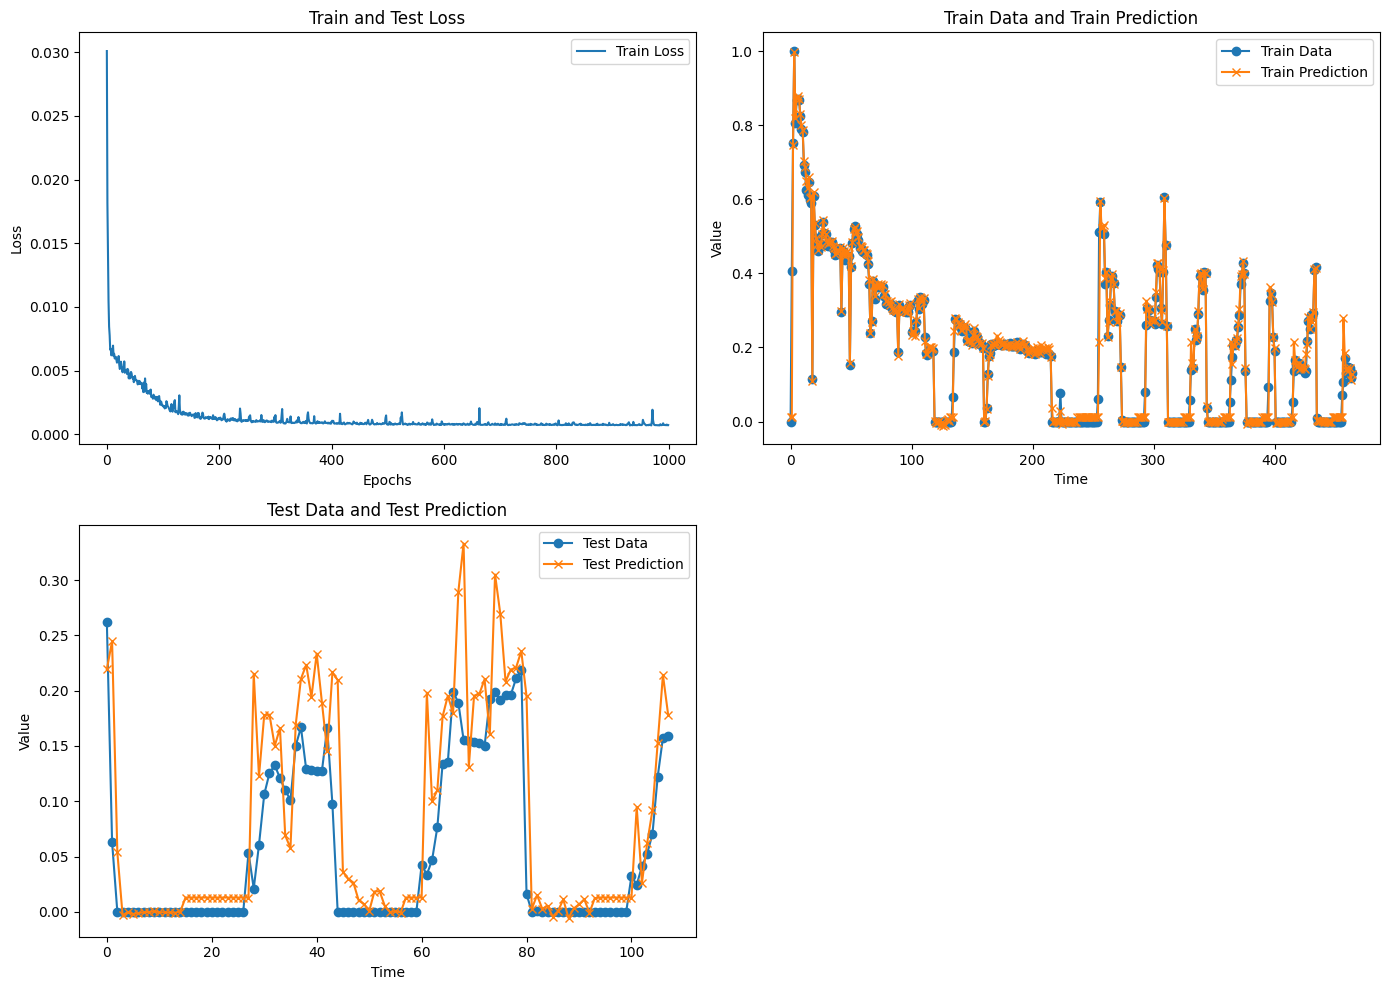 Train and Test Loss
0.030
0.025
0.020
0.015
0.010
0.005
0.000
Loss
Train Loss
0 200 400 600 800 1000
Epochs
Train Data and Train Prediction
1.0
0.8
0.6
0.4
0.2
0.0
Value
Train Data
Train Prediction
0 100 200 300 400
Time
Test Data and Test Prediction
0.30
0.25
0.20
0.15
0.10
0.05
0.00
Value
Test Data
Test Prediction
0 20 40 60 80 100
Time